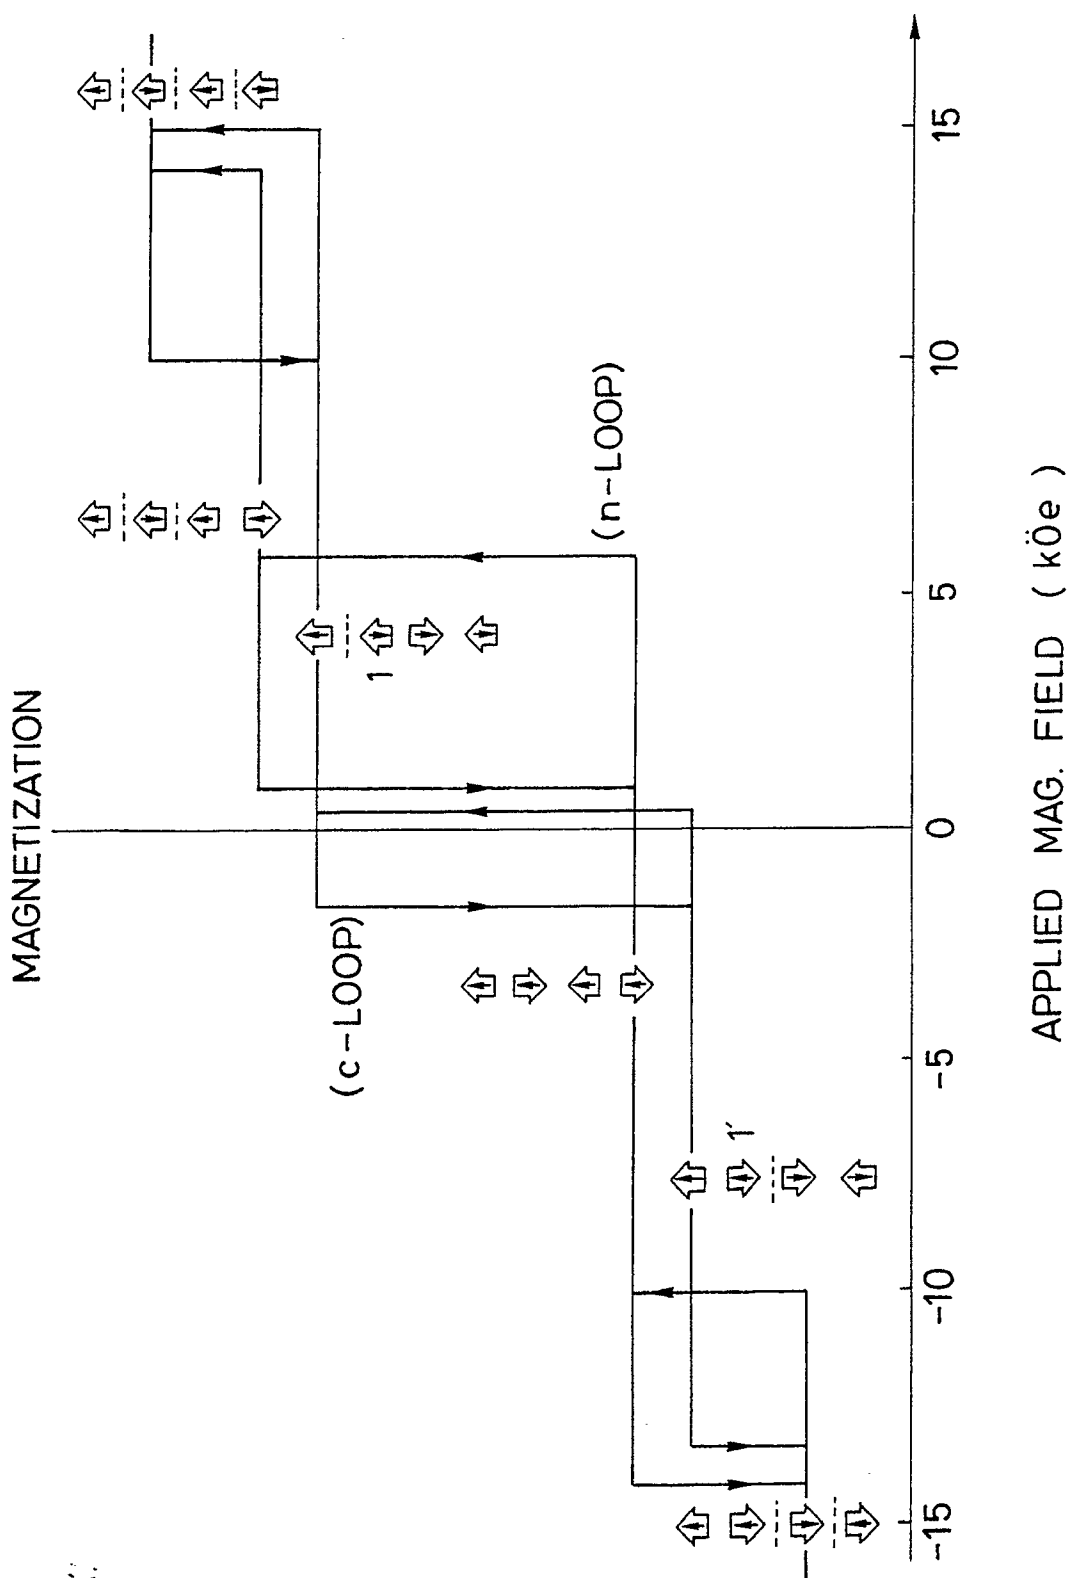 MAGNETIZATION
(c-LOOP)
(n-LOOP)
1
1'
-15
-10
-5
0
5
10
15
APPLIED MAG. FIELD (kÖe)